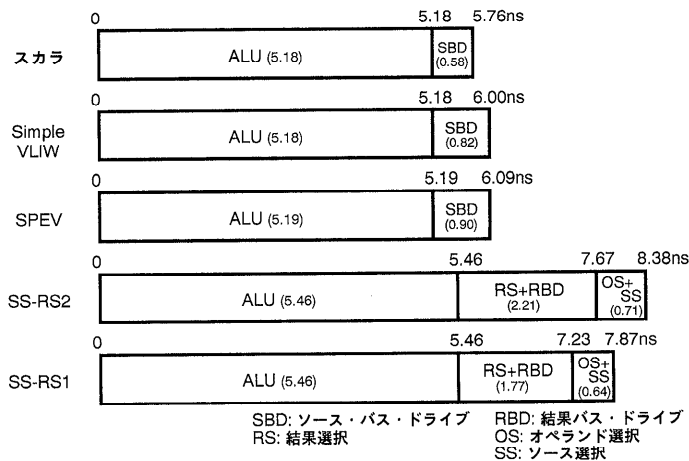 0 5.18 5.76ns
スカラ ALU (5.18) SBD (0.58)
0 5.18 6.00ns
Simple VLIW ALU (5.18) SBD (0.82)
0 5.19 6.09ns
SPEV ALU (5.19) SBD (0.90)
0 5.46 7.67 8.38ns
SS-RS2 ALU (5.46) RS+RBD (2.21) OS+ SS (0.71)
0 5.46 7.23 7.87ns
SS-RS1 ALU (5.46) RS+RBD (1.77) OS+ SS (0.64)
SBD: ソース・バス・ドライブ RBD: 結果バス・ドライブ
RS: 結果選択 OS: オペランド選択
SS: ソース選択